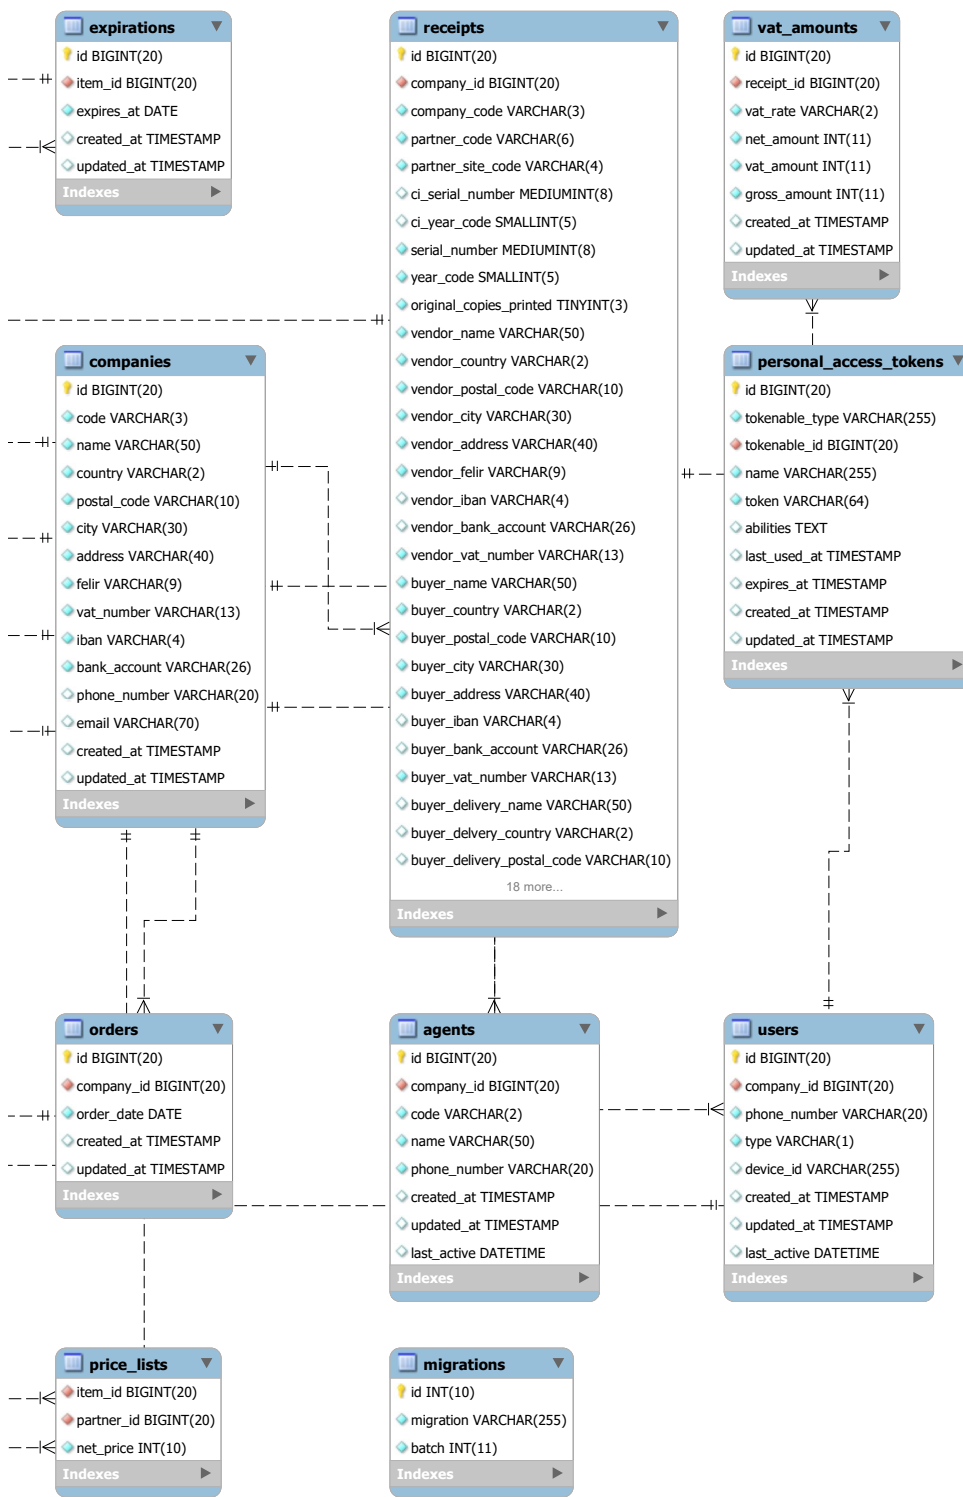 expirations
id BIGINT(20)
item_id BIGINT(20)
expires_at DATE
created_at TIMESTAMP
updated_at TIMESTAMP
Indexes
receipts
id BIGINT(20)
company_id BIGINT(20)
company_code VARCHAR(3)
partner_code VARCHAR(6)
partner_site_code VARCHAR(4)
ci_serial_number MEDIUMINT(8)
ci_year_code SMALLINT(5)
serial_number MEDIUMINT(8)
year_code SMALLINT(5)
original_copies_printed TINYINT(3)
vendor_name VARCHAR(50)
vendor_country VARCHAR(2)
vendor_postal_code VARCHAR(10)
vendor_city VARCHAR(30)
vendor_address VARCHAR(40)
vendor_felir VARCHAR(9)
vendor_iban VARCHAR(4)
vendor_bank_account VARCHAR(26)
vendor_vat_number VARCHAR(13)
buyer_name VARCHAR(50)
buyer_country VARCHAR(2)
buyer_postal_code VARCHAR(10)
buyer_city VARCHAR(30)
buyer_address VARCHAR(40)
buyer_iban VARCHAR(4)
buyer_bank_account VARCHAR(26)
buyer_vat_number VARCHAR(13)
buyer_delivery_name VARCHAR(50)
buyer_delvery_country VARCHAR(2)
buyer_delivery_postal_code VARCHAR(10)
18 more...
Indexes
vat_amounts
id BIGINT(20)
receipt_id BIGINT(20)
vat_rate VARCHAR(2)
net_amount INT(11)
vat_amount INT(11)
gross_amount INT(11)
created_at TIMESTAMP
updated_at TIMESTAMP
Indexes
companies
id BIGINT(20)
code VARCHAR(3)
name VARCHAR(50)
country VARCHAR(2)
postal_code VARCHAR(10)
city VARCHAR(30)
address VARCHAR(40)
felir VARCHAR(9)
vat_number VARCHAR(13)
iban VARCHAR(4)
bank_account VARCHAR(26)
phone_number VARCHAR(20)
email VARCHAR(70)
created_at TIMESTAMP
updated_at TIMESTAMP
Indexes
personal_access_tokens
id BIGINT(20)
tokenable_type VARCHAR(255)
tokenable_id BIGINT(20)
name VARCHAR(255)
token VARCHAR(64)
abilities TEXT
last_used_at TIMESTAMP
expires_at TIMESTAMP
created_at TIMESTAMP
updated_at TIMESTAMP
Indexes
orders
id BIGINT(20)
company_id BIGINT(20)
order_date DATE
created_at TIMESTAMP
updated_at TIMESTAMP
Indexes
agents
id BIGINT(20)
company_id BIGINT(20)
code VARCHAR(2)
name VARCHAR(50)
phone_number VARCHAR(20)
created_at TIMESTAMP
updated_at TIMESTAMP
last_active DATETIME
Indexes
users
id BIGINT(20)
company_id BIGINT(20)
phone_number VARCHAR(20)
type VARCHAR(1)
device_id VARCHAR(255)
created_at TIMESTAMP
updated_at TIMESTAMP
last_active DATETIME
Indexes
price_lists
item_id BIGINT(20)
partner_id BIGINT(20)
net_price INT(10)
Indexes
migrations
id INT(10)
migration VARCHAR(255)
batch INT(11)
Indexes